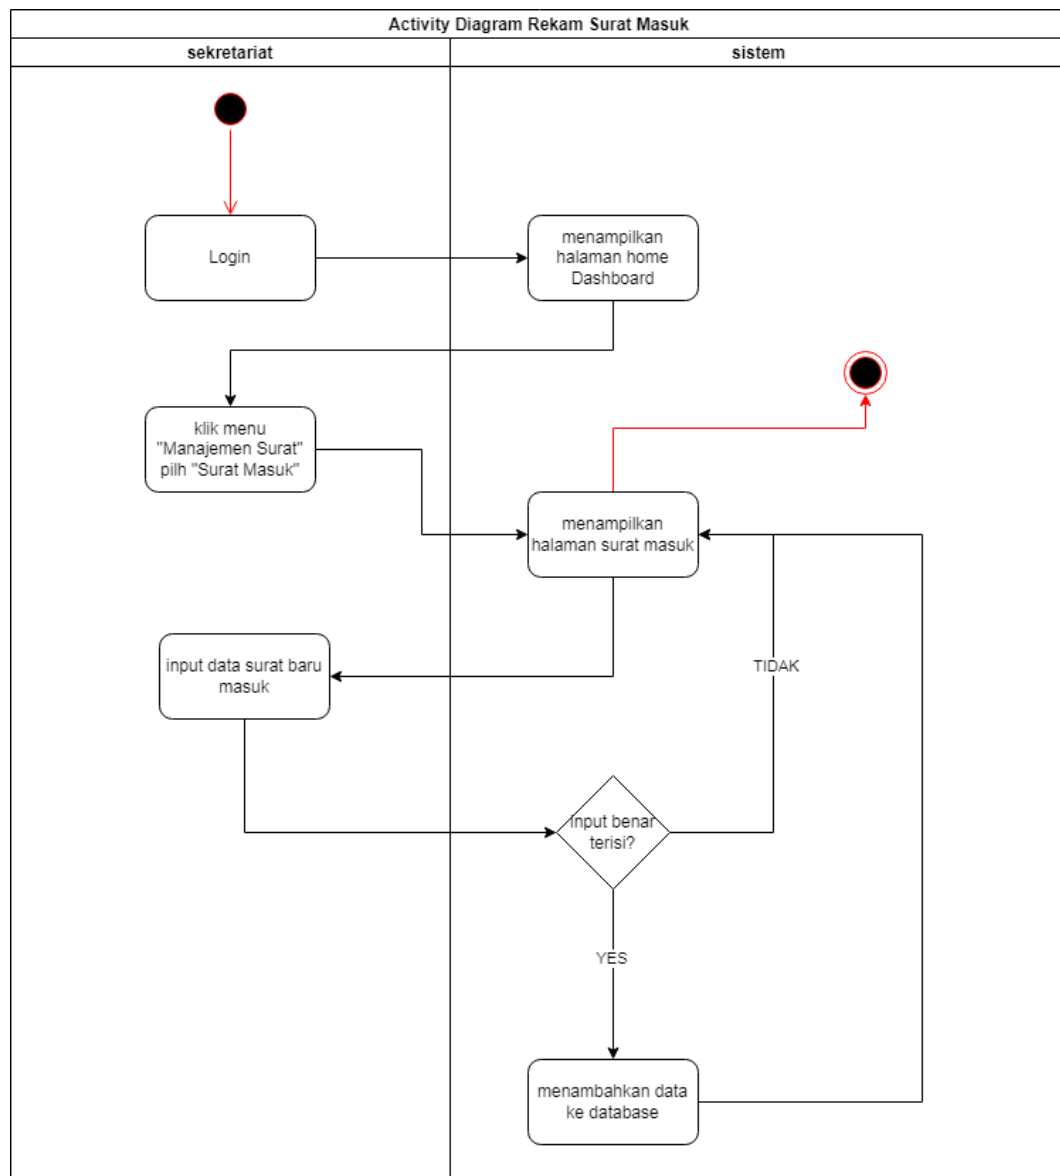 Activity Diagram Rekam Surat Masuk
sekretariat
sistem
Login
menampilkan
halaman home
Dashboard
klik menu
"Manajemen Surat"
pilh "Surat Masuk"
menampilkan
halaman surat masuk
input data surat baru
masuk
TIDAK
Input benar
terisi?
YES
menambahkan data
ke database